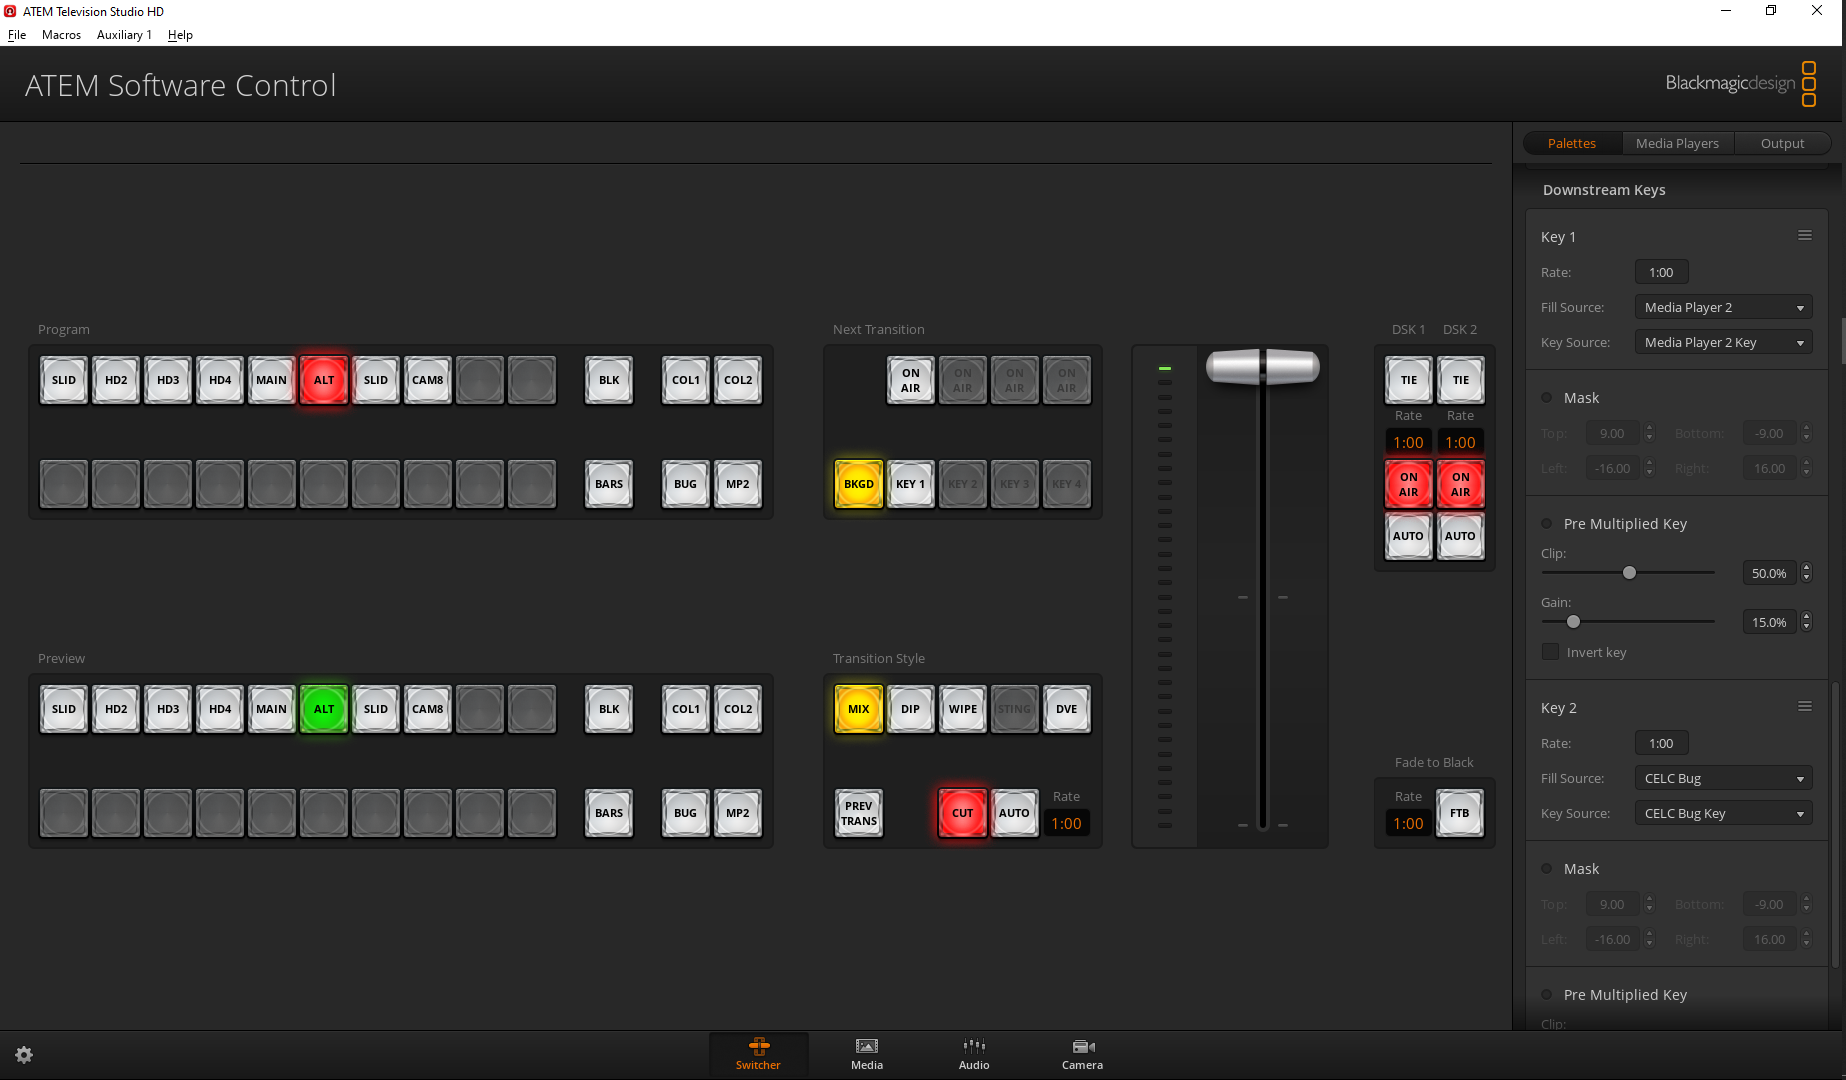 ATEM Television Studio HD
File Macros Auxiliary 1 Help
ATEM Software Control
Blackmagicdesign
Palettes Media Players Output
Downstream Keys
Key 1
Rate: 1:00
Fill Source: Media Player 2
Key Source: Media Player 2 Key
Mask
Top: 9.00 Bottom: -9.00
Left: -16.00 Right: 16.00
Pre Multiplied Key
Clip:
50.0%
Gain:
15.0%
Invert key
Key 2
Rate: 1:00
Fill Source: CELC Bug
Key Source: CELC Bug Key
Mask
Top: 9.00 Bottom: -9.00
Left: -16.00 Right: 16.00
Pre Multiplied Key
Clip:
Program
SLID HD2 HD3 HD4 MAIN ALT SLID CAM8 BLK COL1 COL2
BARS BUG MP2
Next Transition
ON AIR ON AIR ON AIR ON AIR
BKGD KEY 1 KEY 2 KEY 3 KEY 4
DSK 1 DSK 2
TIE TIE
Rate Rate
1:00 1:00
ON AIR ON AIR
AUTO AUTO
Preview
SLID HD2 HD3 HD4 MAIN ALT SLID CAM8 BLK COL1 COL2
BARS BUG MP2
Transition Style
MIX DIP WIPE STING DVE
PREV TRANS CUT AUTO Rate
1:00
Fade to Black
Rate
1:00 FTB
Switcher Media Audio Camera